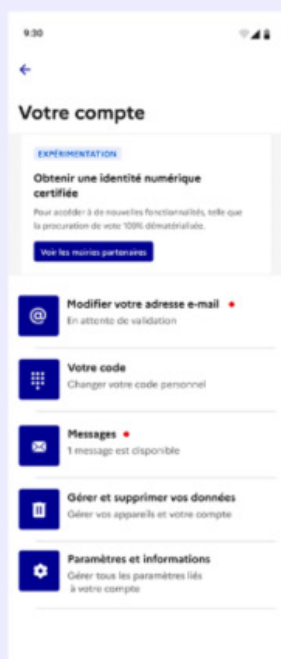 9:30
Votre compte
EXPÉRIMENTATION
Obtenir une identité numérique
certifiée
Pour accéder à de nouvelles fonctionnalités, telle que
la procuration de vote 100% dématérialisée.
Voir les mairies partenaires
Modifier votre adresse e-mail
En attente de validation
Votre code
Changer votre code personnel
Messages
1 message est disponible
Gérer et supprimer vos données
Gérer vos appareils et votre compte
Paramètres et informations
Gérer tous les paramètres liés
à votre compte